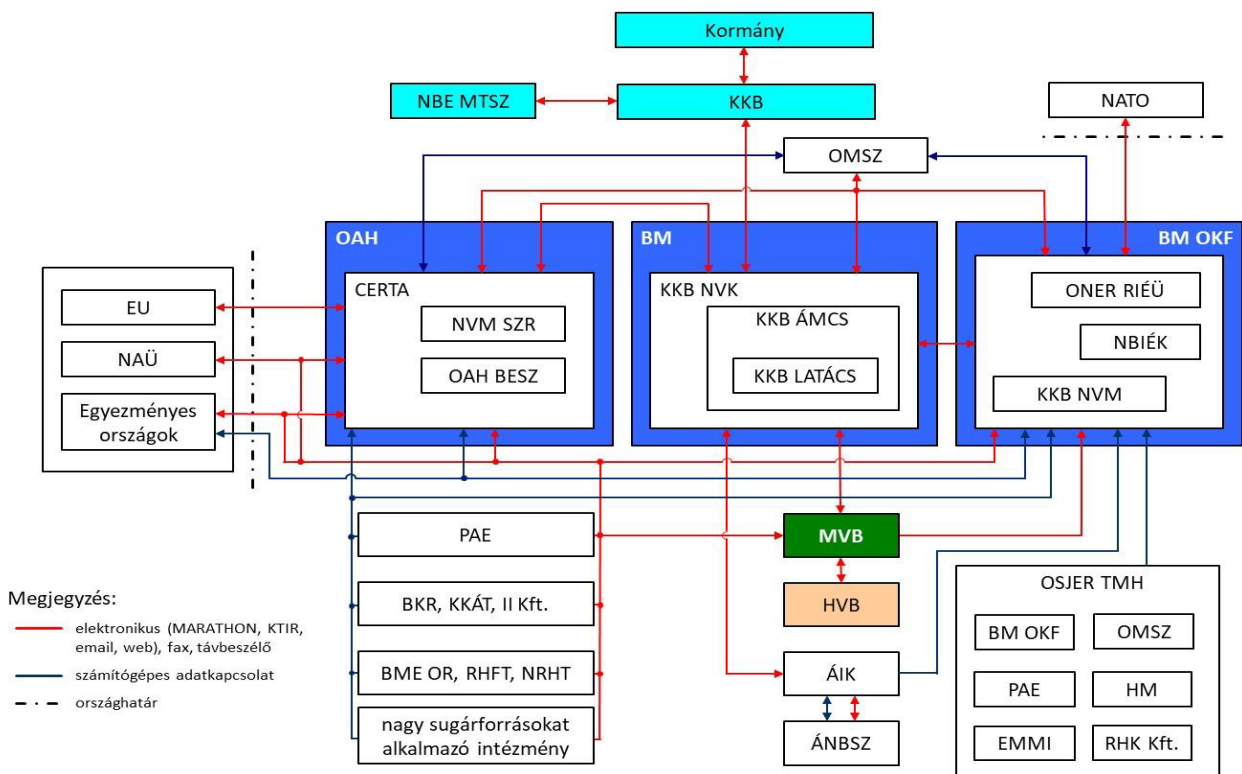 Kormány
NBE MTSZ
KKB
NATO
OMSZ
OAH
BM
BM OKF
CERTA
NVM SZR
OAH BESZ
KKB NVK
KKB ÁMCS
KKB LATÁCS
ONER RIÉÜ
NBIÉK
KKB NVM
EU
NAÜ
Egyezményes
országok
PAE
BKR, KKÁT, II Kft.
BME OR, RHFT, NRHT
nagy sugárforrásokat
alkalmazó intézmény
MVB
HVB
ÁIK
ÁNBSZ
OSJER TMH
BM OKF
OMSZ
PAE
HM
EMMI
RHK Kft.
Megjegyzés:
elektronikus (MARATHON, KTIR,
email, web), fax, távbeszélő
számítógépes adatkapcsolat
országhatár